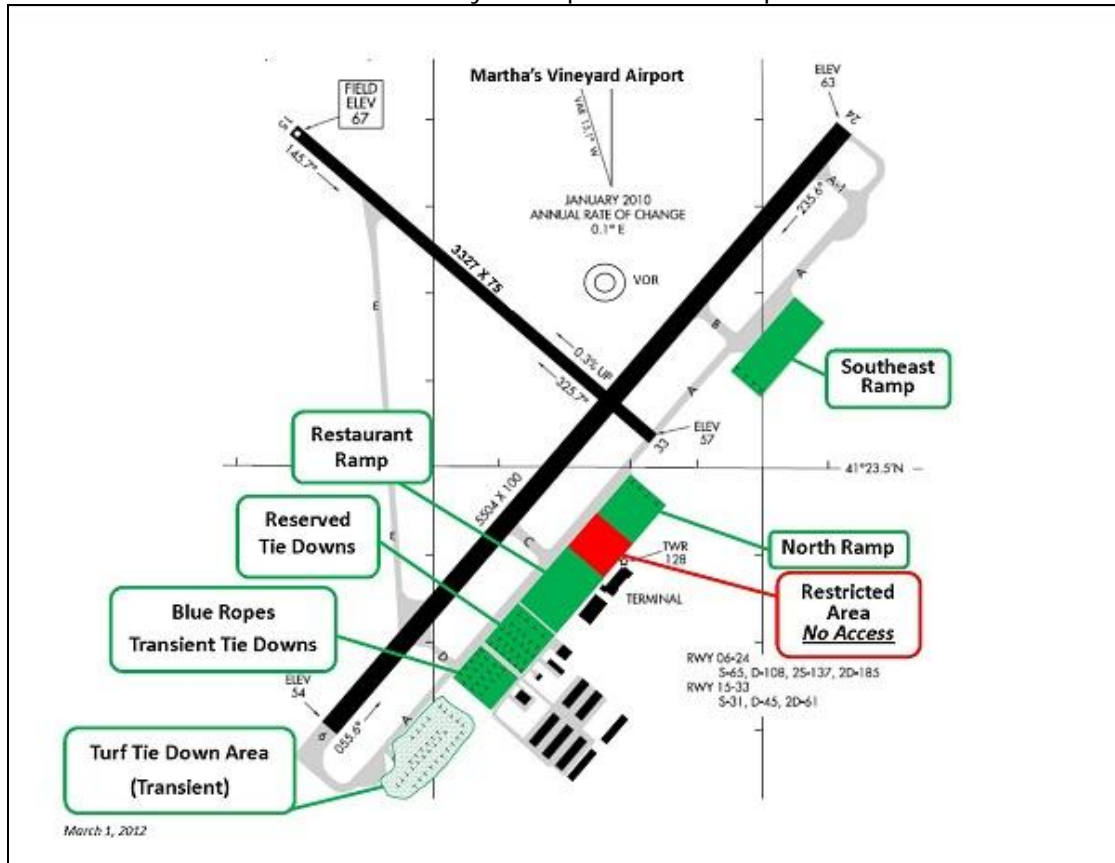 Martha's Vineyard Airport
ELEV
63
FIELD
ELEV
67
VAR 13.1° W
24
15
145.7°
JANUARY 2010
ANNUAL RATE OF CHANGE
0.1° E
235.6°
A-1
3327 X 75
VOR
A
E
B
0.3% UP
325.7°
A
Southeast
Ramp
ELEV
57
33
Restaurant
Ramp
41°23.5'N
5504 X 100
Reserved
Tie Downs
C
E
TWR
128
North Ramp
TERMINAL
Restricted
Area
No Access
Blue Ropes
Transient Tie Downs
D
RWY 06-24
S-65, D-108, 2S-137, 2D-185
RWY 15-33
S-31, D-45, 2D-61
ELEV
54
6
055.6°
A
Turf Tie Down Area
(Transient)
March 1, 2012